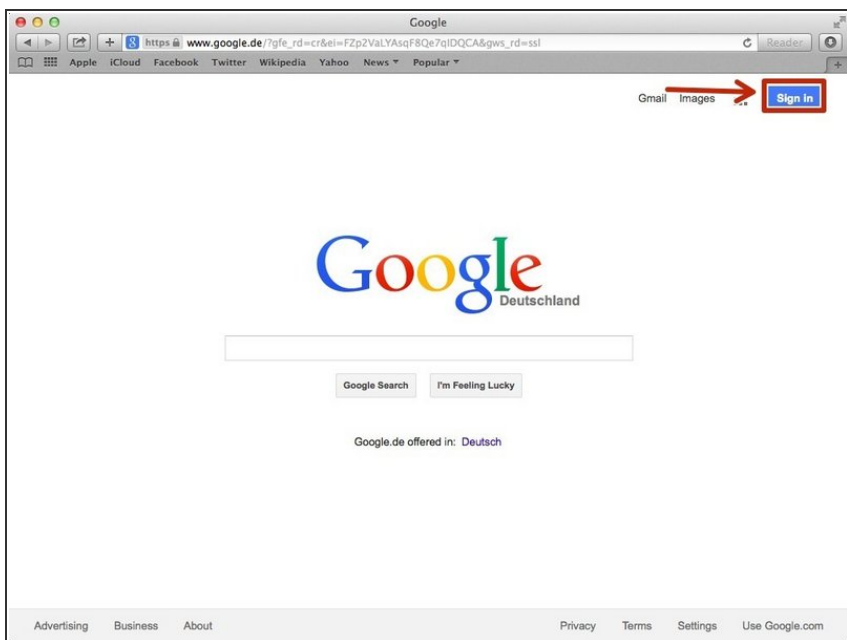 Google
https www.google.de/?gfe_rd=cr&ei=FZp2VaLYAsqF8Qe7qIDQCA&gws_rd=ssl Reader
Apple iCloud Facebook Twitter Wikipedia Yahoo News Popular
Gmail Images Sign in
Google
Deutschland
Google Search I'm Feeling Lucky
Google.de offered in: Deutsch
Advertising Business About Privacy Terms Settings Use Google.com